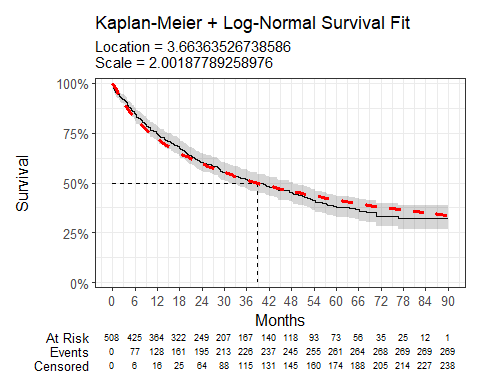 Kaplan-Meier + Log-Normal Survival Fit
Location = 3.66363526738586
Scale = 2.00187789258976
100%
75%
50%
25%
0%
Survival
0 6 12 18 24 30 36 42 48 54 60 66 72 78 84 90
Months
At Risk 508 425 364 322 249 207 167 140 118 93 73 56 35 25 12 1
Events 0 77 128 161 195 213 226 237 245 255 261 264 268 269 269 269
Censored 0 6 16 25 64 88 115 131 145 160 174 188 205 214 227 238